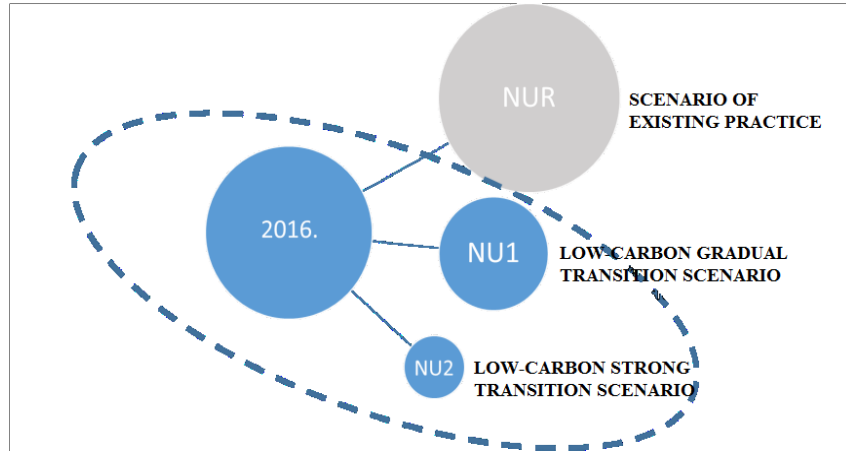 NUR
SCENARIO OF
EXISTING PRACTICE
2016.
NU1
LOW-CARBON GRADUAL
TRANSITION SCENARIO
NU2
LOW-CARBON STRONG
TRANSITION SCENARIO